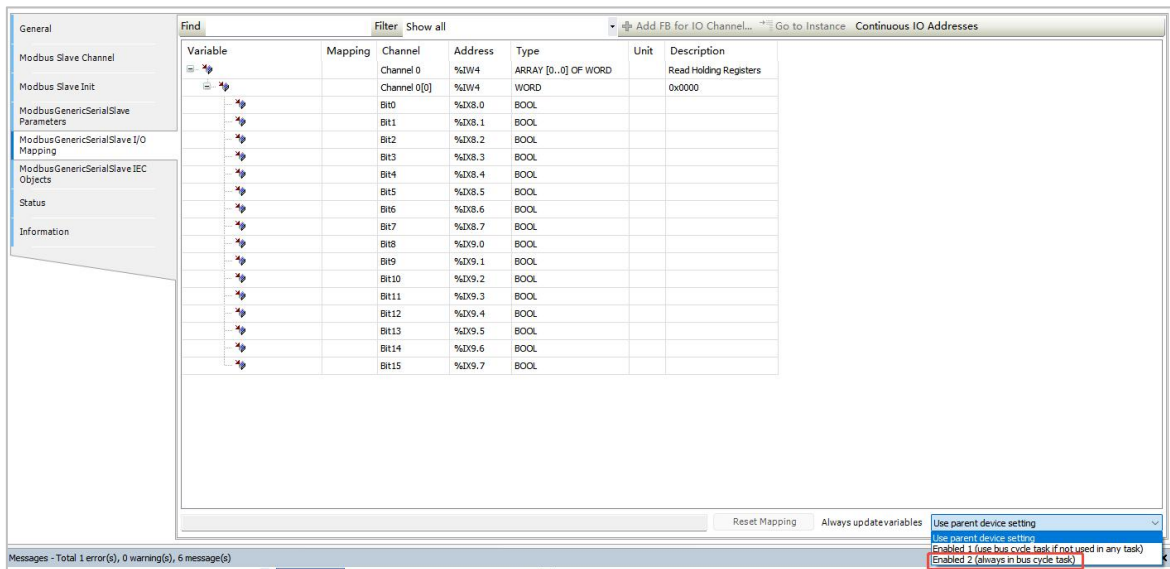 General
Modbus Slave Channel
Modbus Slave Init
ModbusGenericSerialSlave
Parameters
ModbusGenericSerialSlave I/O
Mapping
ModbusGenericSerialSlave IEC
Objects
Status
Information
Find Filter Show all Add FB for IO Channel... Go to Instance Continuous IO Addresses
Variable Mapping Channel Address Type Unit Description
Channel 0 %IW4 ARRAY [0..0] OF WORD Read Holding Registers
Channel 0[0] %IW4 WORD 0x0000
Bit0 %IX8.0 BOOL
Bit1 %IX8.1 BOOL
Bit2 %IX8.2 BOOL
Bit3 %IX8.3 BOOL
Bit4 %IX8.4 BOOL
Bit5 %IX8.5 BOOL
Bit6 %IX8.6 BOOL
Bit7 %IX8.7 BOOL
Bit8 %IX9.0 BOOL
Bit9 %IX9.1 BOOL
Bit10 %IX9.2 BOOL
Bit11 %IX9.3 BOOL
Bit12 %IX9.4 BOOL
Bit13 %IX9.5 BOOL
Bit14 %IX9.6 BOOL
Bit15 %IX9.7 BOOL
Reset Mapping Always update variables Use parent device setting
Use parent device setting
Enabled 1 (use bus cycle task if not used in any task)
Enabled 2 (always in bus cycle task)
Messages - Total 1 error(s), 0 warning(s), 6 message(s)